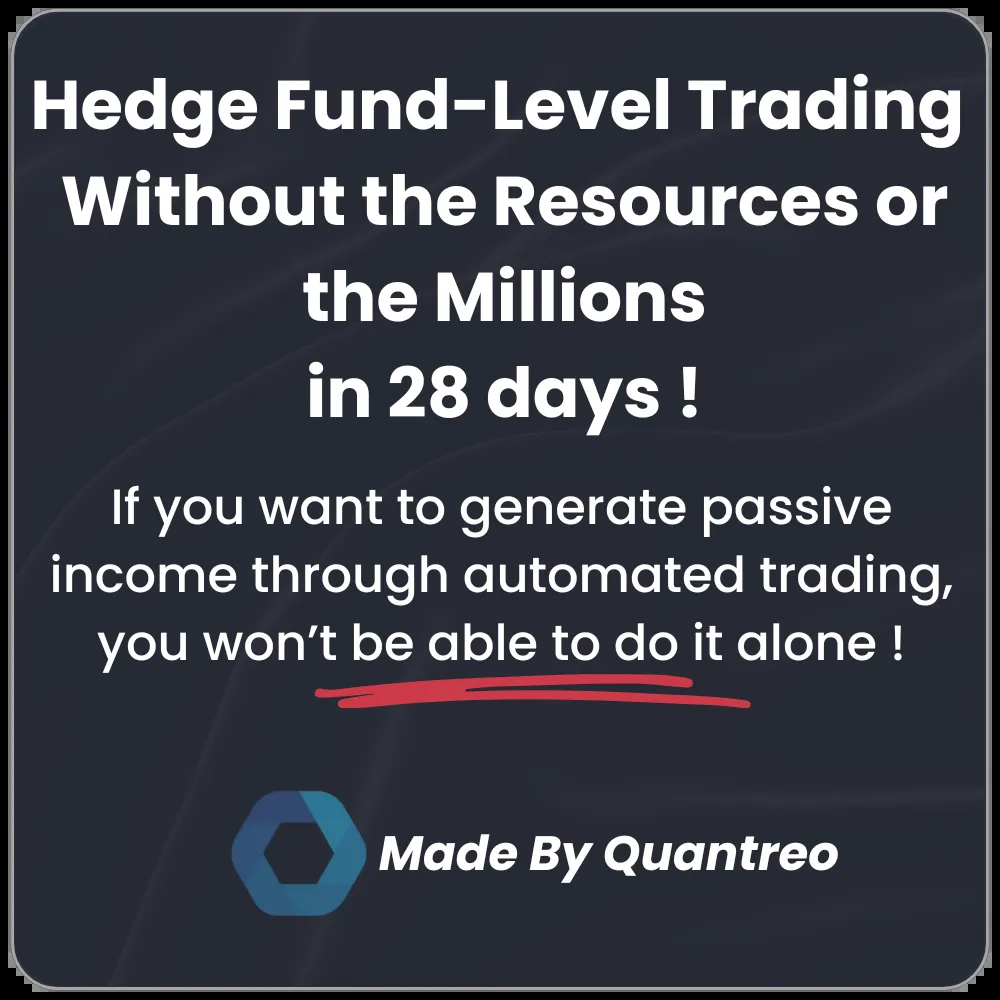 Hedge Fund-Level Trading
Without the Resources or
the Millions
in 28 days !
If you want to generate passive
income through automated trading,
you won’t be able to do it alone !
Made By Quantreo